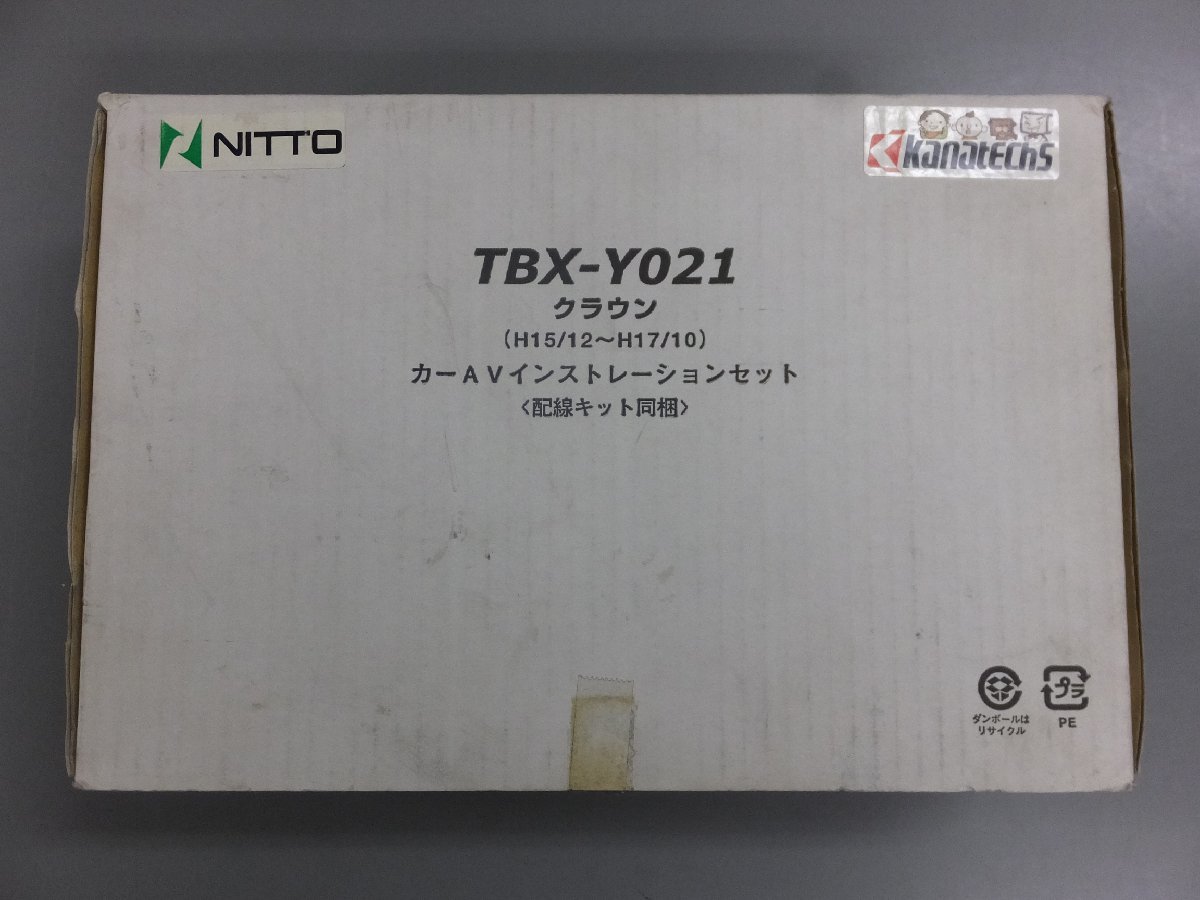 NITTO
Kanatechs
TBX-Y021
クラウン
(H15/12～H17/10)
カーAVインストレーションセット
〈配線キット同梱〉
ダンボールは
リサイクル
プラ
PE